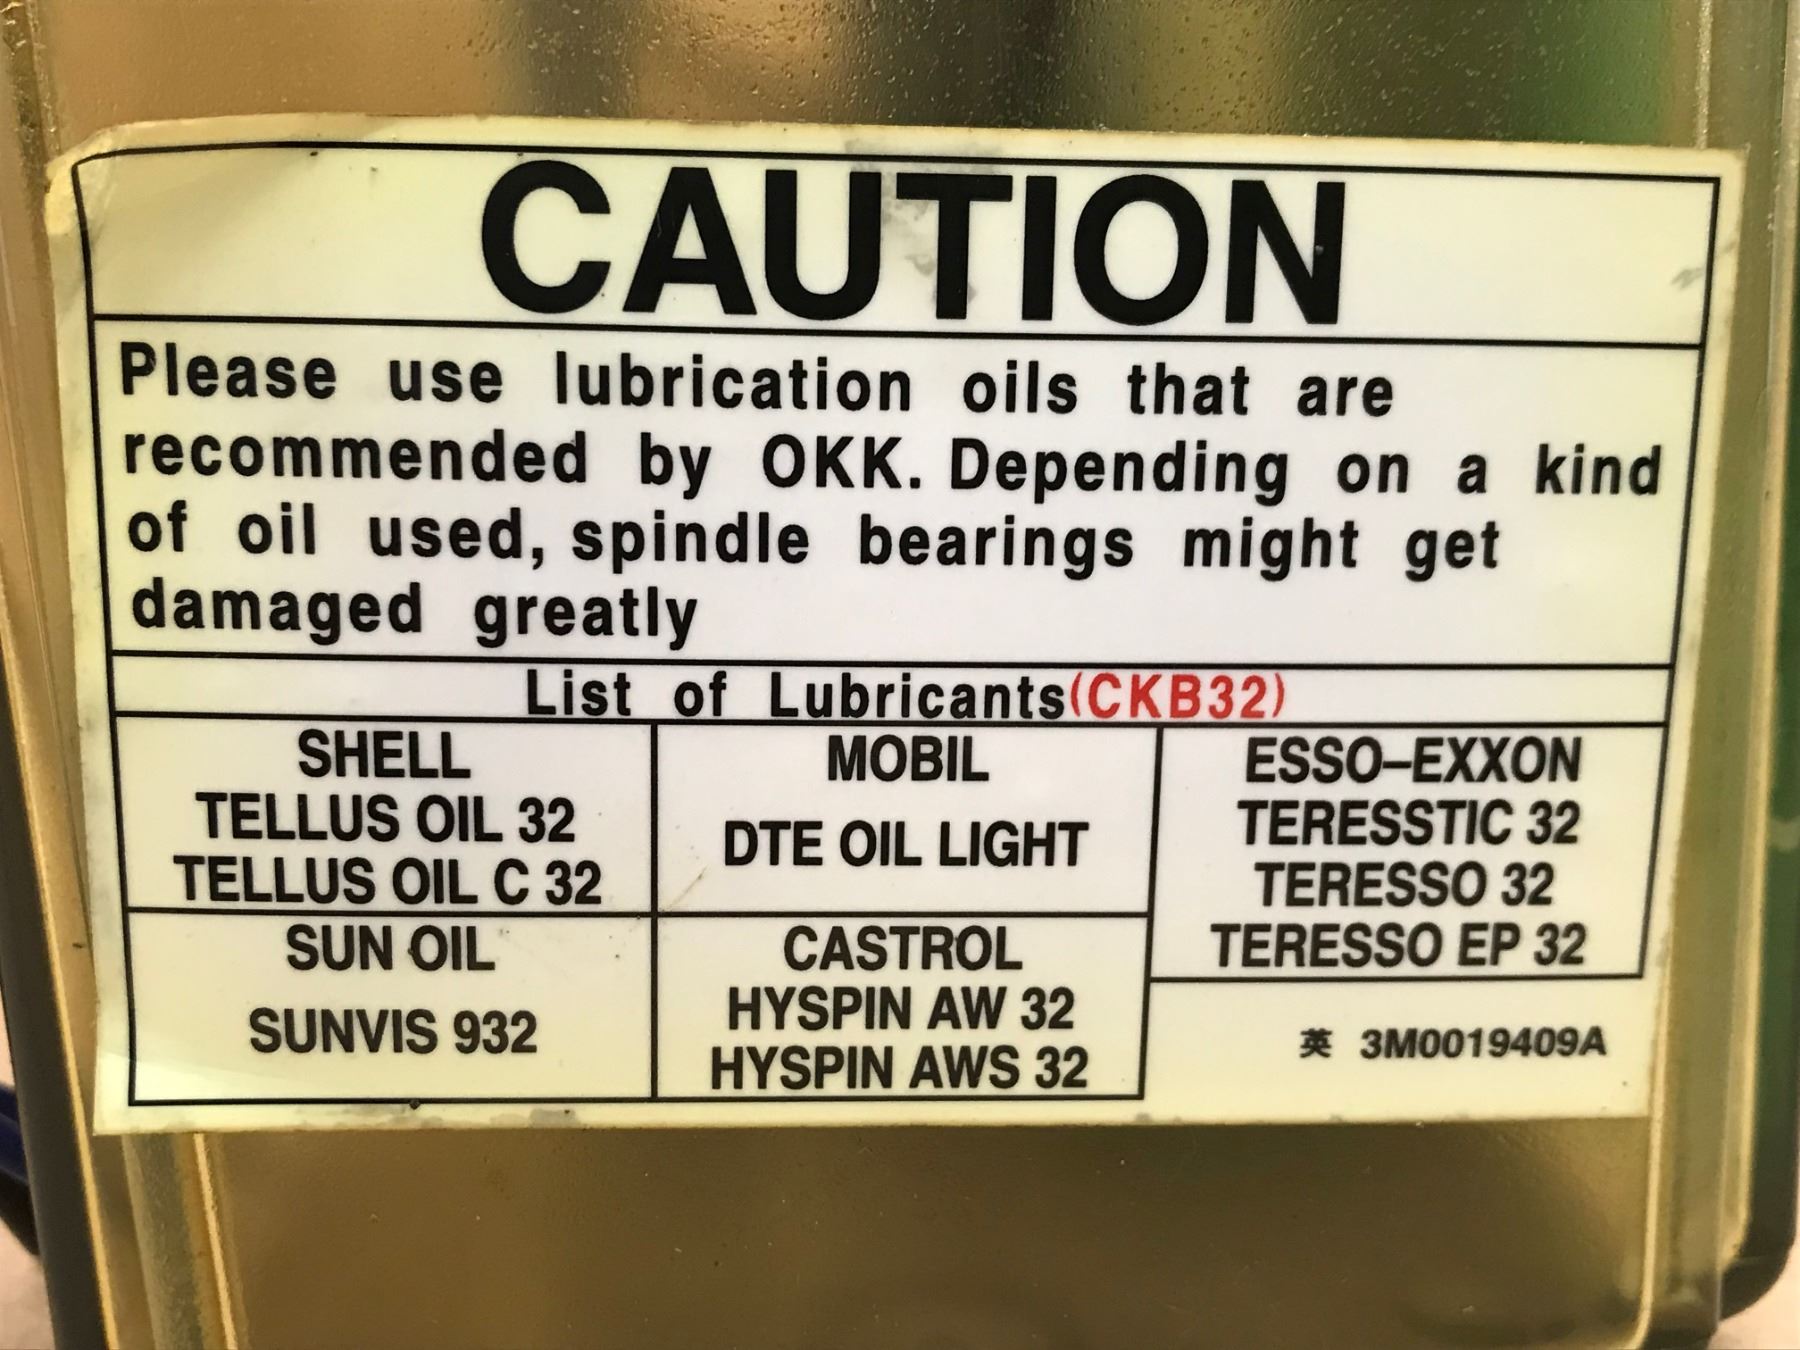 CAUTION
Please use lubrication oils that are
recommended by OKK. Depending on a kind
of oil used, spindle bearings might get
damaged greatly
List of Lubricants(CKB32)
SHELL
TELLUS OIL 32
TELLUS OIL C 32
MOBIL
DTE OIL LIGHT
ESSO–EXXON
TERESSTIC 32
TERESSO 32
TERESSO EP 32
SUN OIL
SUNVIS 932
CASTROL
HYSPIN AW 32
HYSPIN AWS 32
英 3M0019409A